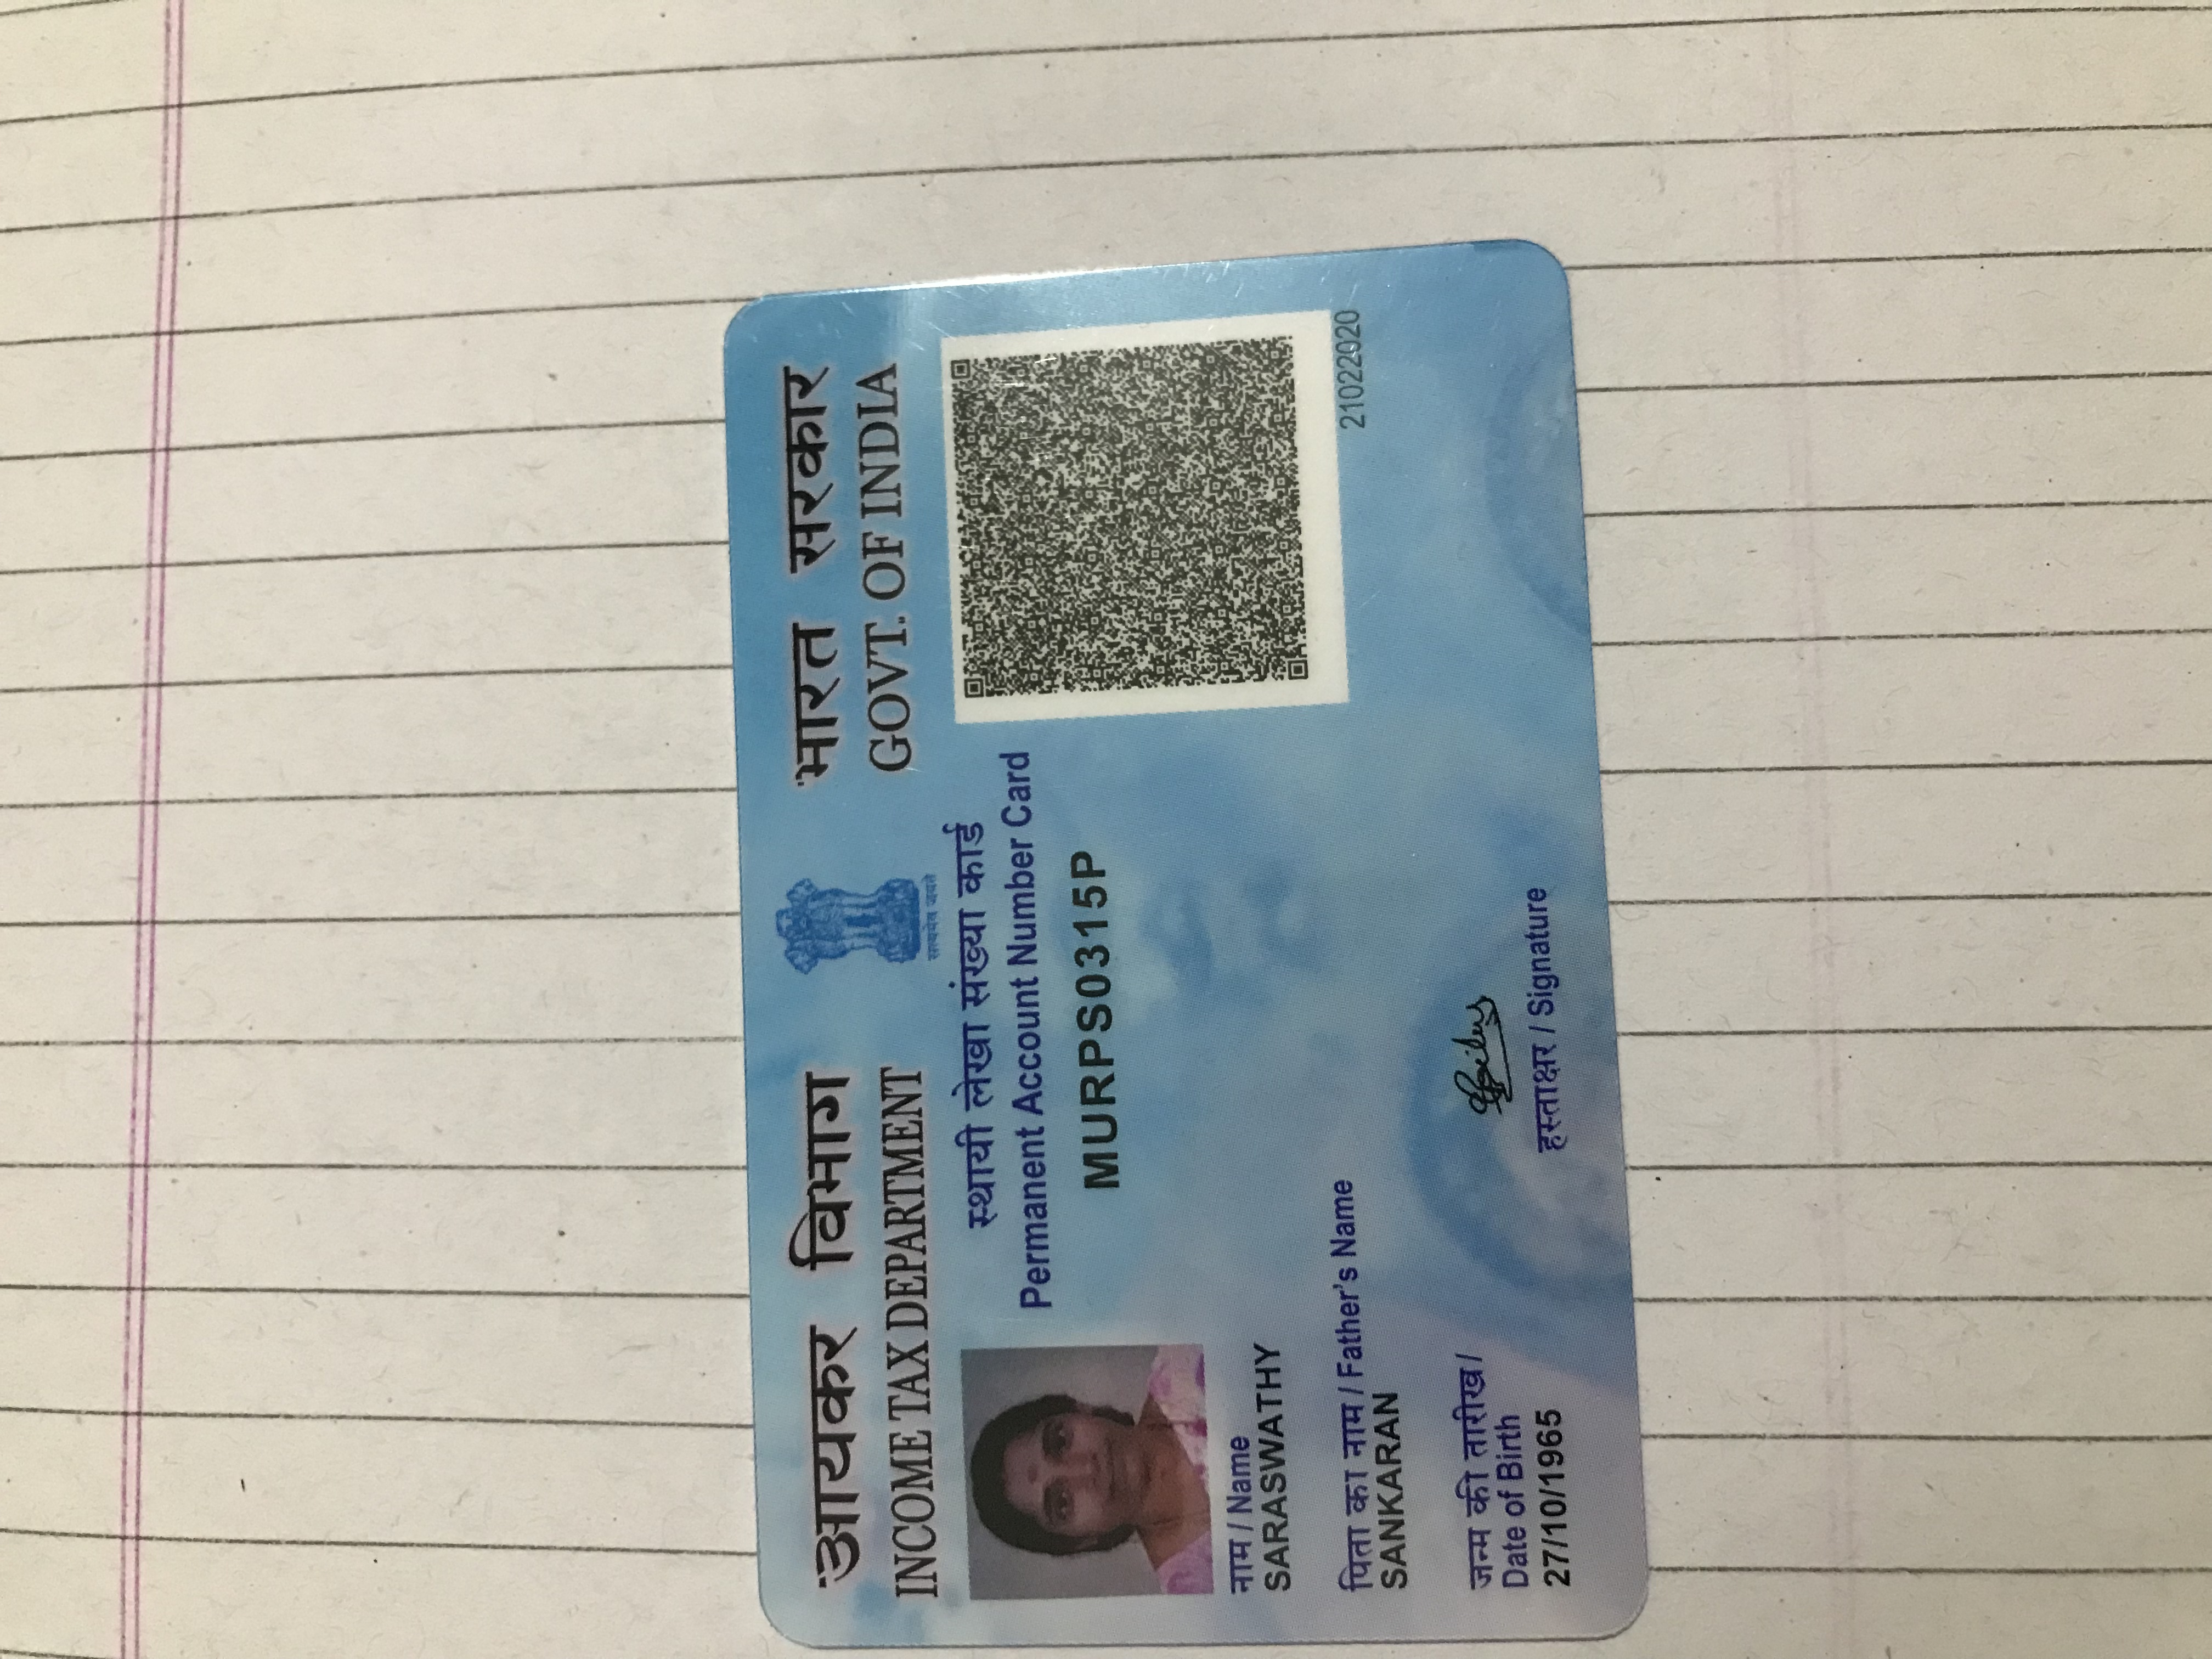 आयकर विभाग
INCOME TAX DEPARTMENT
सत्यमेव जयते
भारत सरकार
GOVT. OF INDIA
स्थायी लेखा संख्या कार्ड
Permanent Account Number Card
MURPS0315P
नाम / Name
SARASWATHY
पिता का नाम / Father's Name
SANKARAN
जन्म की तारीख /
Date of Birth
27/10/1965
हस्ताक्षर / Signature
21022020